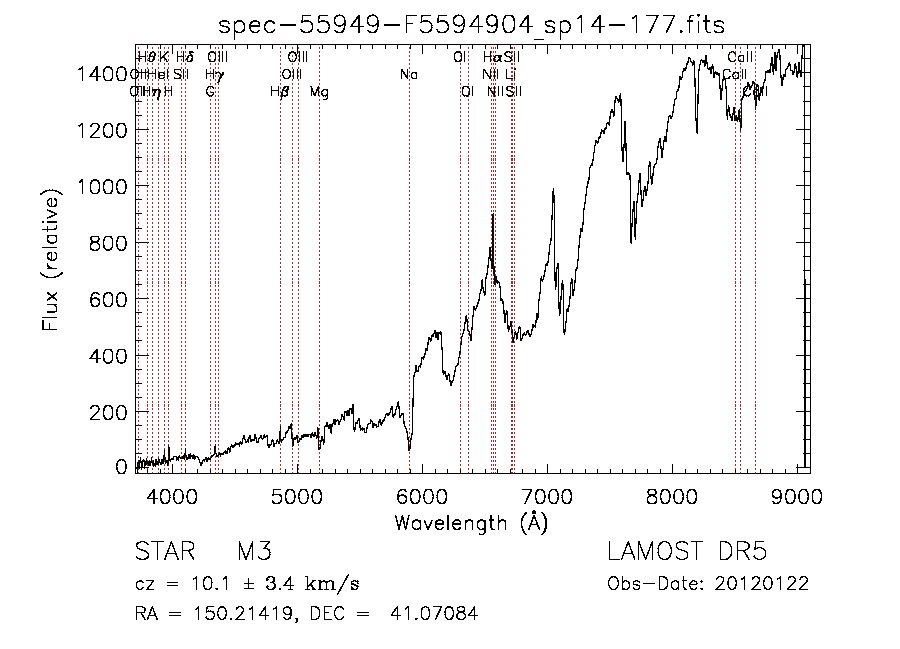 spec-55949-F5594904_sp14-177.fits
Hθ K Hδ OIII OIII OI Hα SII CaII
OII HeI SII Hγ OIII Na NII Li CaII
OII Hη H G Hβ Mg OI NII SII CaII
1400
1200
1000
800
600
400
200
0
Flux (relative)
4000 5000 6000 7000 8000 9000
Wavelength (Å)
STAR M3 LAMOST DR5
cz = 10.1 ± 3.4 km/s Obs-Date: 20120122
RA = 150.21419, DEC = 41.07084